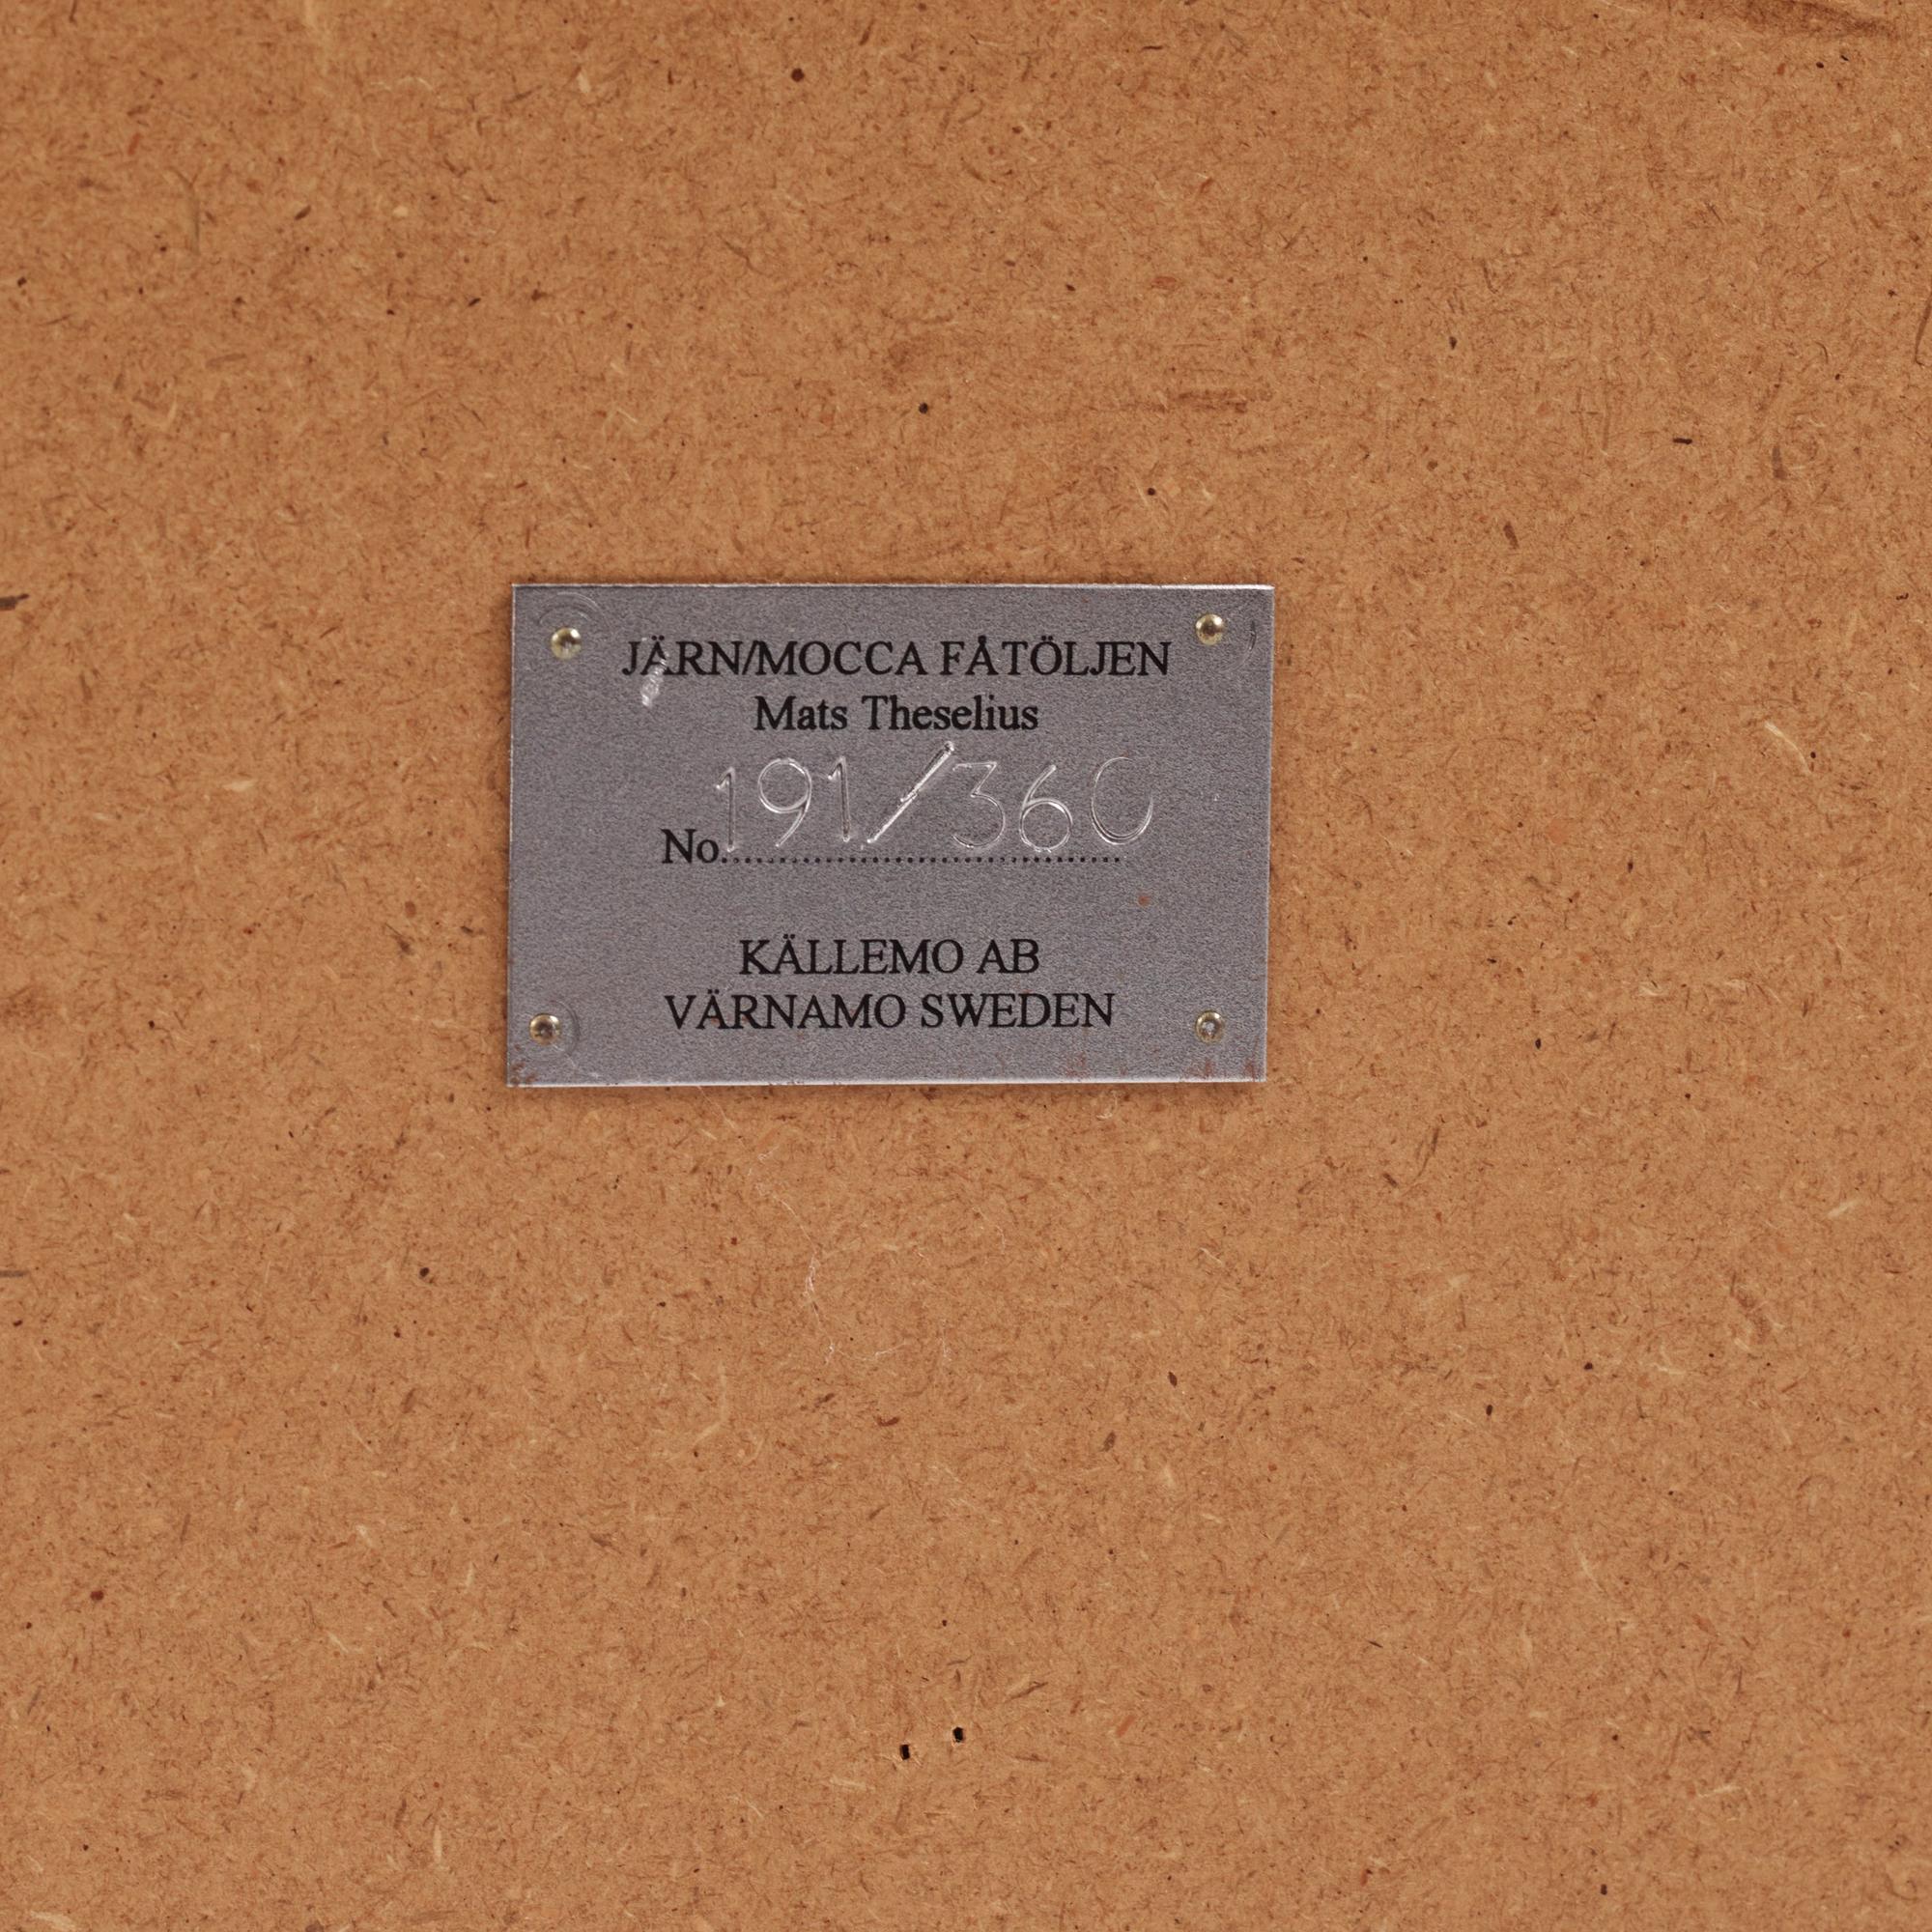 JÄRN/MOCCA FÅTÖLJEN
Mats Theselius
No. 191/360
KÄLLEMO AB
VÄRNAMO SWEDEN